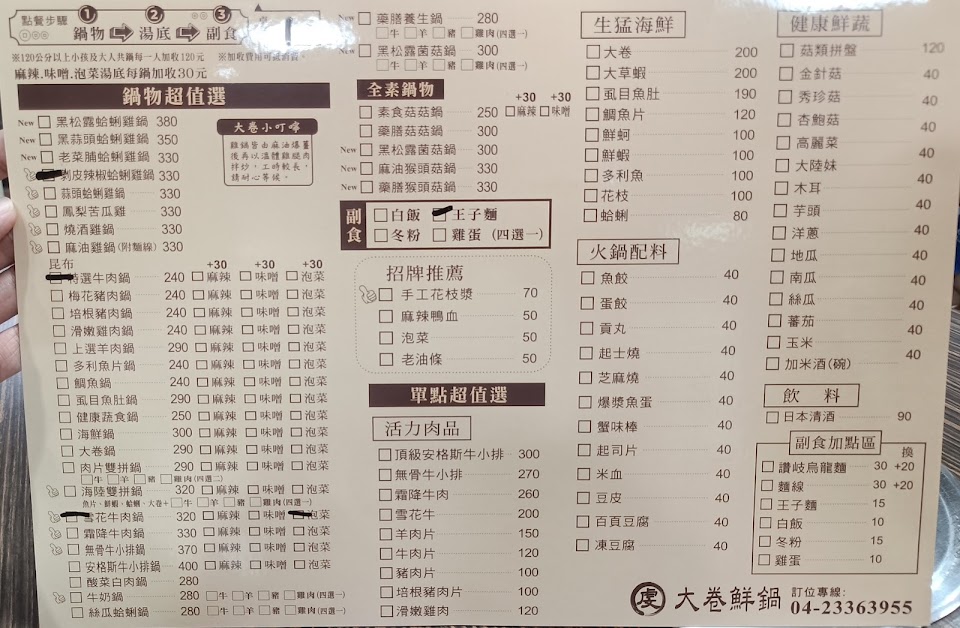 點餐步驟 ① ② ③
鍋物 湯底 副食
※120公分以上小孩及大人共鍋每一人加收120元
麻辣.味噌.泡菜湯底每鍋加收30元
鍋物超值選
New 黑松露蛤蜊雞鍋 380
New 黑蒜頭蛤蜊雞鍋 350
New 老菜脯蛤蜊雞鍋 330
剝皮辣椒蛤蜊雞鍋 330
蒜頭蛤蜊雞鍋 330
鳳梨苦瓜雞 330
燒酒雞鍋 330
麻油雞鍋(附麵線) 330
大卷小叮嚀
雞鍋皆由麻油爆薑
後再以溫體雞腿肉
拌炒,工時較長,
請耐心等候。
昆布 +30 +30 +30
特選牛肉鍋 240 麻辣 味噌 泡菜
梅花豬肉鍋 240 麻辣 味噌 泡菜
培根豬肉鍋 240 麻辣 味噌 泡菜
滑嫩雞肉鍋 240 麻辣 味噌 泡菜
上選羊肉鍋 290 麻辣 味噌 泡菜
多利魚片鍋 240 麻辣 味噌 泡菜
鯛魚鍋 240 麻辣 味噌 泡菜
虱目魚肚鍋 290 麻辣 味噌 泡菜
健康蔬食鍋 250 麻辣 味噌 泡菜
海鮮鍋 300 麻辣 味噌 泡菜
大卷鍋 290 麻辣 味噌 泡菜
肉片雙拼鍋 290 麻辣 味噌 泡菜
牛 羊 豬 雞肉(四選二)
海陸雙拼鍋 320 麻辣 味噌 泡菜
魚片、鮮蝦、蛤蜊、大卷+ 牛 羊 豬 雞肉(四選一)
雪花牛肉鍋 320 麻辣 味噌 泡菜
霜降牛肉鍋 330 麻辣 味噌 泡菜
無骨牛小排鍋 370 麻辣 味噌 泡菜
安格斯牛小排鍋 400 麻辣 味噌 泡菜
酸菜白肉鍋 280
牛奶鍋 280 牛 羊 豬 雞肉(四選一)
絲瓜蛤蜊鍋 280 牛 羊 豬 雞肉(四選一)
New 藥膳養生鍋 280
牛 羊 豬 雞肉(四選一)
New 黑松露菌菇鍋 300
牛 羊 豬 雞肉(四選一)
全素鍋物
+30 +30
素食菇菇鍋 250 麻辣 味噌
藥膳菇菇鍋 300
New 黑松露菌菇鍋 300
New 麻油猴頭菇鍋 330
New 藥膳猴頭菇鍋 330
副食
白飯 王子麵
冬粉 雞蛋 (四選一)
招牌推薦
手工花枝漿 70
麻辣鴨血 50
泡菜 50
老油條 50
單點超值選
活力肉品
頂級安格斯牛小排 300
無骨牛小排 270
霜降牛肉 260
雪花牛 200
羊肉片 150
牛肉片 120
豬肉片 100
培根豬肉片 100
滑嫩雞肉 120
生猛海鮮
大卷 200
大草蝦 200
虱目魚肚 190
鯛魚片 120
鮮蚵 100
鮮蝦 100
多利魚 100
花枝 100
蛤蜊 80
火鍋配料
魚餃 40
蛋餃 40
貢丸 40
起士燒 40
芝麻燒 40
爆漿魚蛋 40
蟹味棒 40
起司片 40
米血 40
豆皮 40
百頁豆腐 40
凍豆腐 40
健康鮮蔬
菇類拼盤 120
金針菇 40
秀珍菇 40
杏鮑菇 40
高麗菜 40
大陸妹 40
木耳 40
芋頭 40
洋蔥 40
地瓜 40
南瓜 40
絲瓜 40
蕃茄 40
玉米 40
加米酒(碗) 40
飲料
日本清酒 90
副食加點區
換
讚岐烏龍麵 30 +20
麵線 30 +20
王子麵 15
白飯 10
冬粉 15
雞蛋 10
大卷鮮鍋 訂位專線:
04-23363955